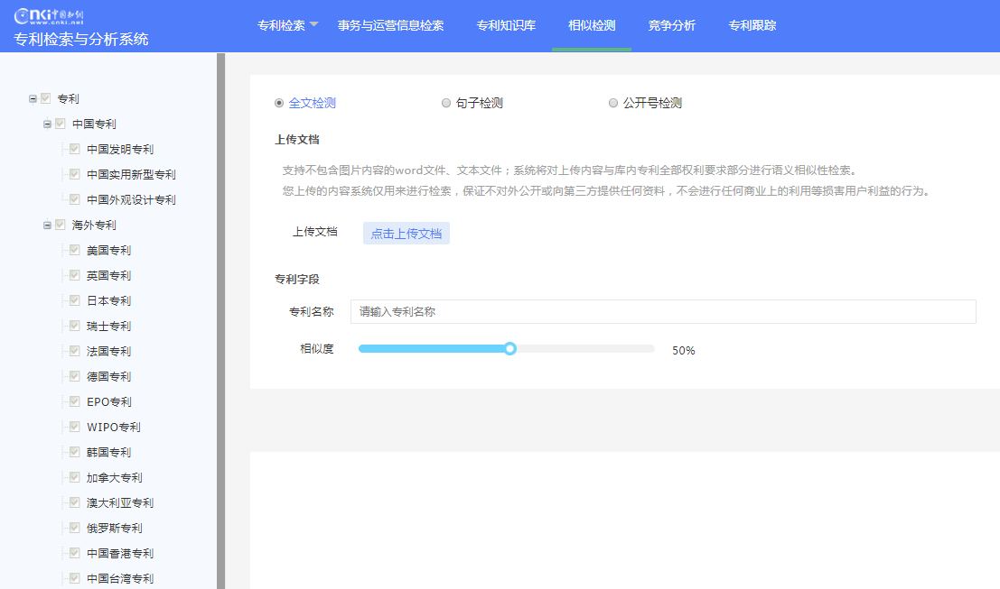 cnki 中国知网
www.cnki.net
专利检索与分析系统
专利检索 事务与运营信息检索 专利知识库 相似检测 竞争分析 专利跟踪
专利
中国专利
中国发明专利
中国实用新型专利
中国外观设计专利
海外专利
美国专利
英国专利
日本专利
瑞士专利
法国专利
德国专利
EPO专利
WIPO专利
韩国专利
加拿大专利
澳大利亚专利
俄罗斯专利
中国香港专利
中国台湾专利
全文检测 句子检测 公开号检测
上传文档
支持不包含图片内容的word文件、文本文件；系统将对上传内容与库内专利全部权利要求部分进行语义相似性检索。
您上传的内容系统仅用来进行检索，保证不对外公开或向第三方提供任何资料，不会进行任何商业上的利用等损害用户利益的行为。
上传文档 点击上传文档
专利字段
专利名称 请输入专利名称
相似度 50%